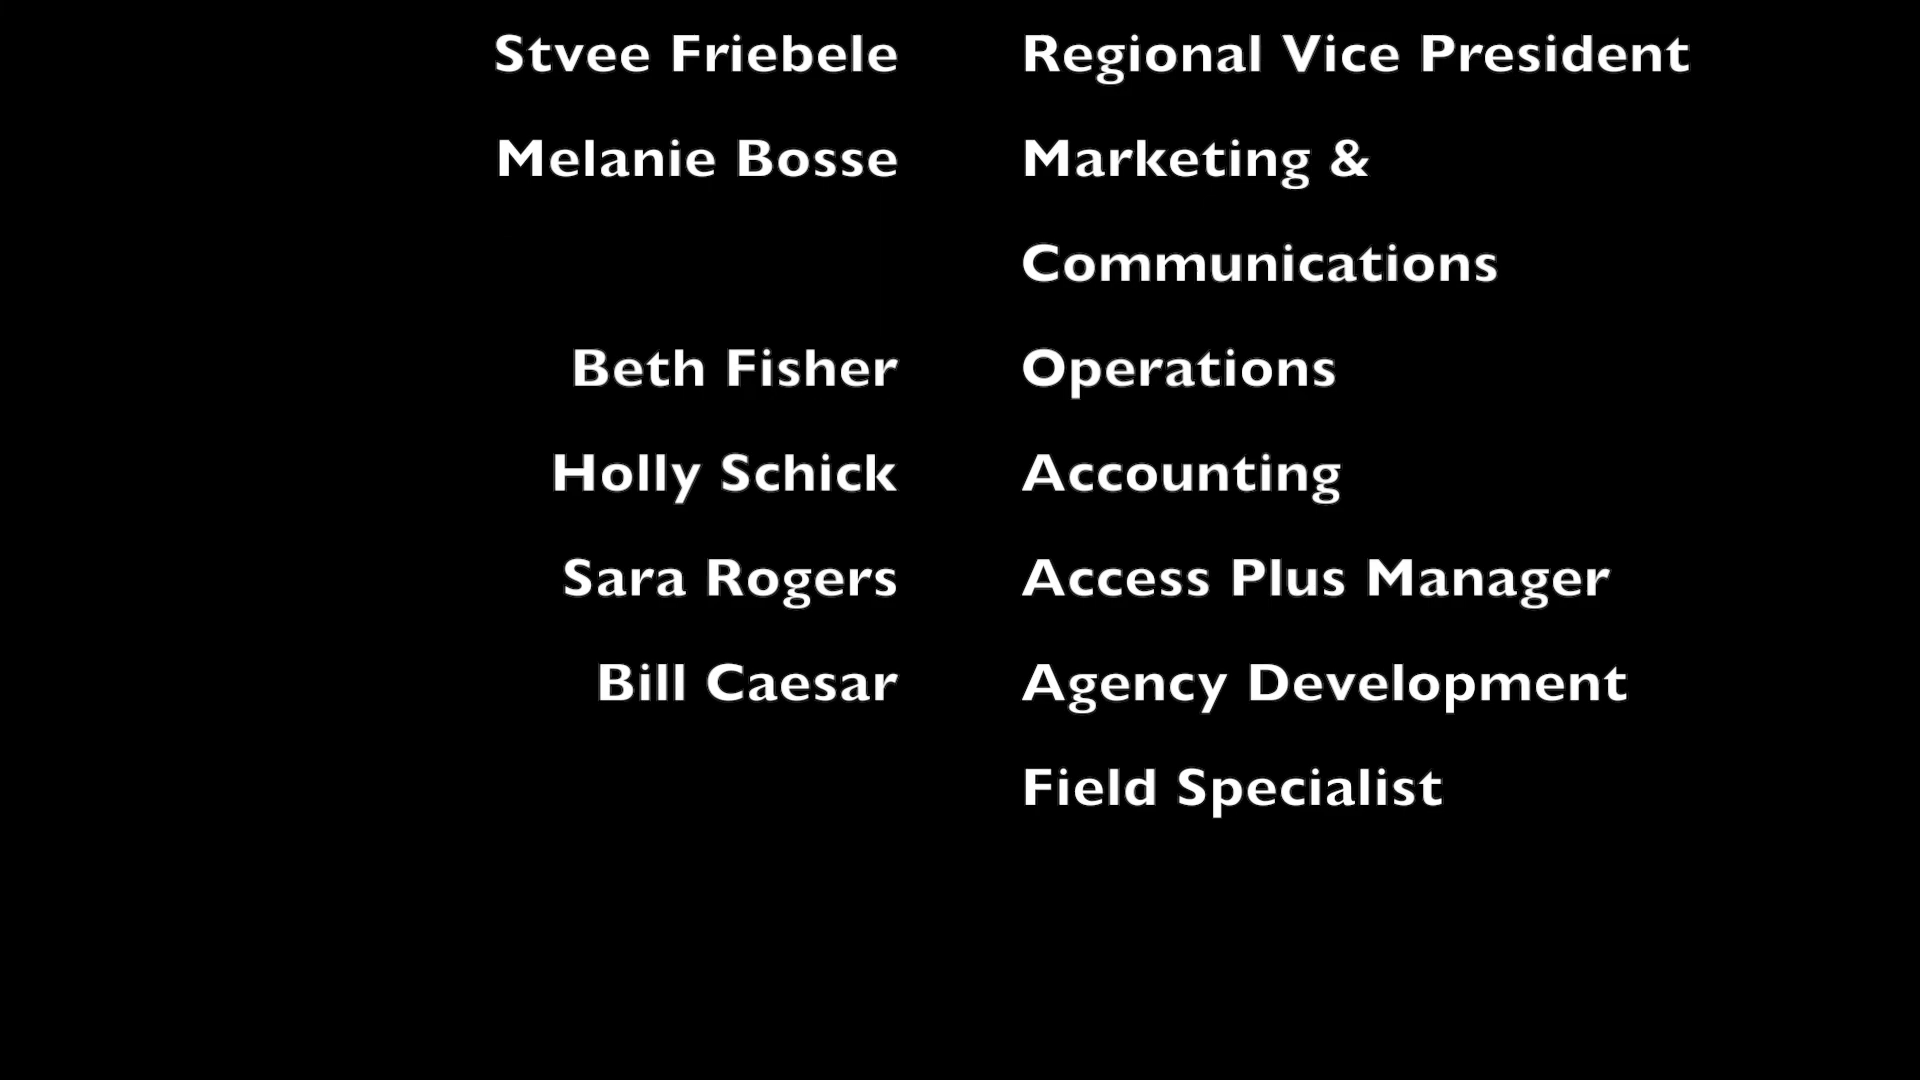 Stvee Friebele Regional Vice President
Melanie Bosse Marketing &
Communications
Beth Fisher Operations
Holly Schick Accounting
Sara Rogers Access Plus Manager
Bill Caesar Agency Development
Field Specialist